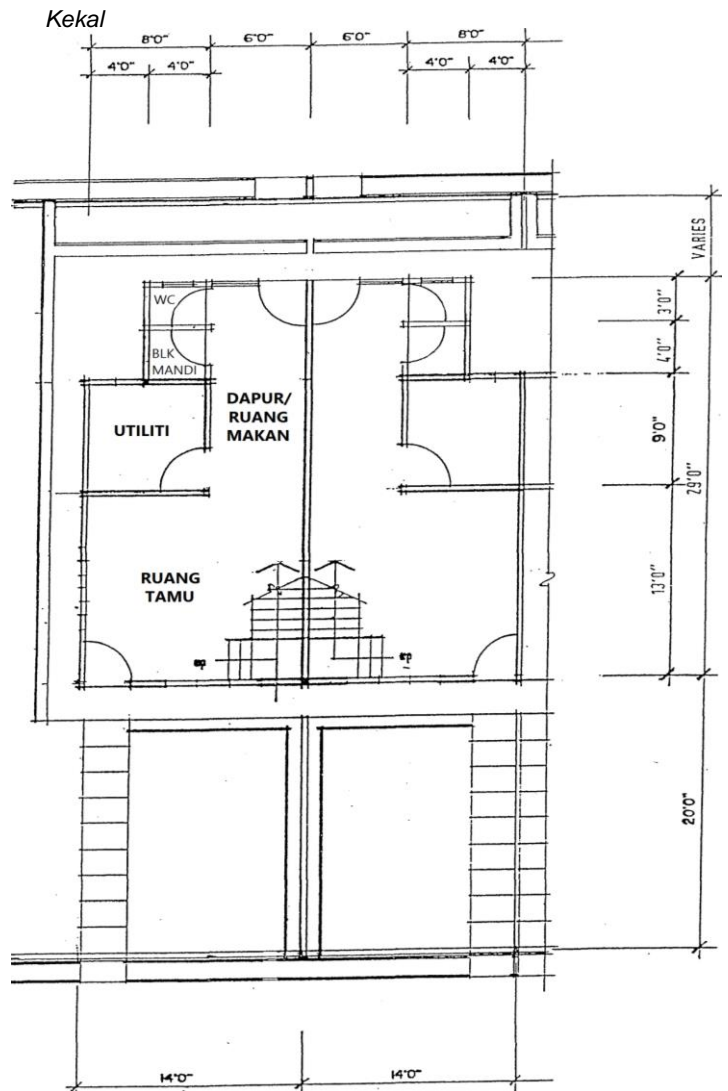 Kekal
8'0" 6'0" 6'0" 8'0"
4'0" 4'0" 4'0" 4'0"
VARIES
WC
3'0"
BLK
MANDI
4'0"
DAPUR/
RUANG
MAKAN
UTILITI
9'0"
29'0"
RUANG
TAMU
13'0"
20'0"
14'0" 14'0"